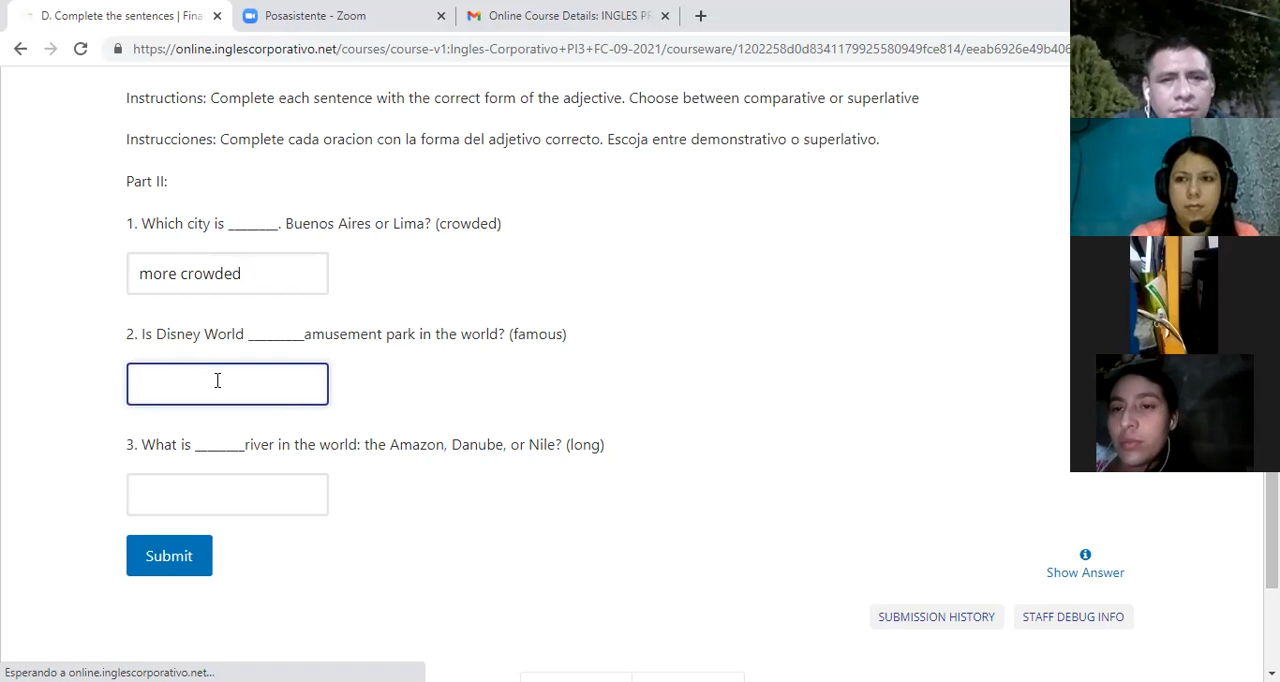 D. Complete the sentences | Fina
Posasistente - Zoom
Online Course Details: INGLES PR
https://online.inglescorporativo.net/courses/course-v1:Ingles-Corporativo+PI3+FC-09-2021/courseware/1202258d0d8341179925580949fce814/eeab6926e49b406
Instructions: Complete each sentence with the correct form of the adjective. Choose between comparative or superlative
Instrucciones: Complete cada oracion con la forma del adjetivo correcto. Escoja entre demonstrativo o superlativo.
Part II:
1. Which city is _______. Buenos Aires or Lima? (crowded)
more crowded
2. Is Disney World ________amusement park in the world? (famous)
3. What is _______river in the world: the Amazon, Danube, or Nile? (long)
Submit
Show Answer
SUBMISSION HISTORY
STAFF DEBUG INFO
Esperando a online.inglescorporativo.net...